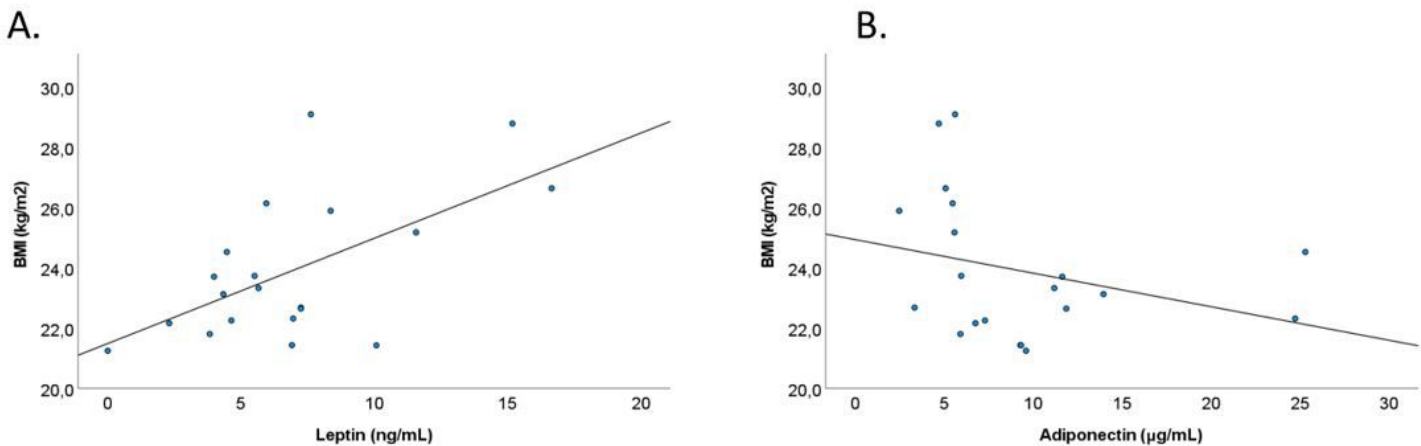 A.
30,0
28,0
26,0
24,0
22,0
20,0
BMI (kg/m2)
0 5 10 15 20
Leptin (ng/mL)
B.
30,0
28,0
26,0
24,0
22,0
20,0
BMI (kg/m2)
0 5 10 15 20 25 30
Adiponectin (µg/mL)